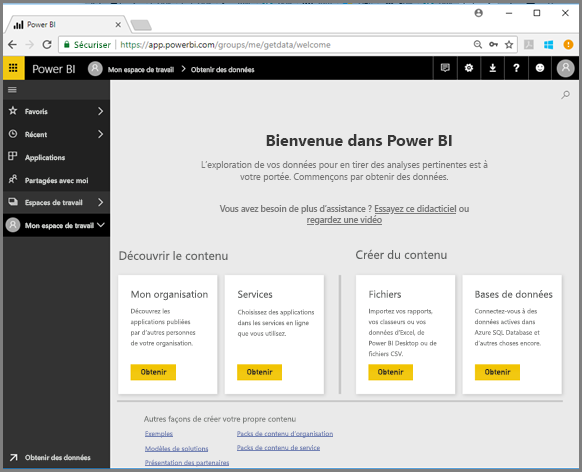 Power BI
Sécuriser
https://app.powerbi.com/groups/me/getdata/welcome
Power BI
Mon espace de travail > Obtenir des données
?
Favoris
Récent
Applications
Partagées avec moi
Espaces de travail
Mon espace de travail
Obtenir des données
Bienvenue dans Power BI
L'exploration de vos données pour en tirer des analyses pertinentes est à
votre portée. Commençons par obtenir des données.
Vous avez besoin de plus d'assistance ? Essayez ce didacticiel ou
regardez une vidéo
Découvrir le contenu
Mon organisation
Découvrez les
applications publiées
par d'autres personnes
de votre organisation.
Obtenir
Services
Choisissez des applications
dans les services en ligne
que vous utilisez.
Obtenir
Créer du contenu
Fichiers
Importez vos rapports,
vos classeurs ou vos
données d'Excel, de
Power BI Desktop ou de
fichiers CSV.
Obtenir
Bases de données
Connectez-vous à des
données actives dans
Azure SQL Database et
d'autres choses encore.
Obtenir
Autres façons de créer votre propre contenu
Exemples
Packs de contenu d'organisation
Modèles de solutions
Packs de contenu de service
Présentation des partenaires